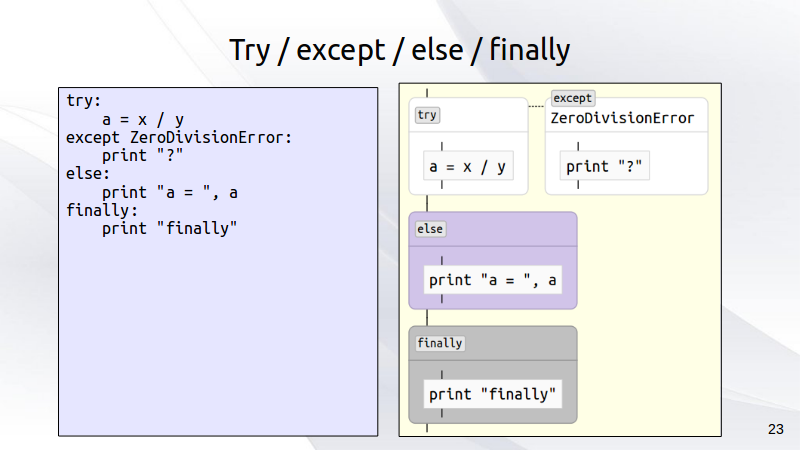 Try / except / else / finally
try:
    a = x / y
except ZeroDivisionError:
    print "?"
else:
    print "a = ", a
finally:
    print "finally"
try
a = x / y
except
ZeroDivisionError
print "?"
else
print "a = ", a
finally
print "finally"
23